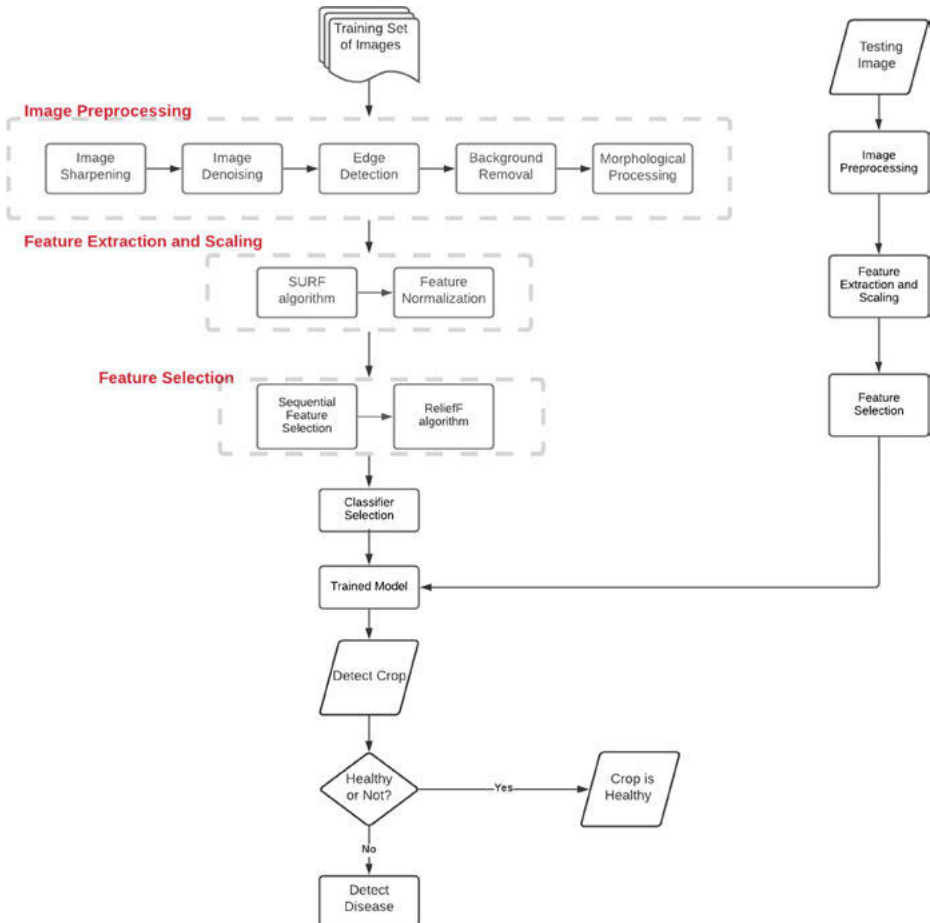 Training Set
of Images
Testing
Image
Image Preprocessing
Image
Sharpening
Image
Denoising
Edge
Detection
Background
Removal
Morphological
Processing
Image
Preprocessing
Feature Extraction and Scaling
SURF
algorithm
Feature
Normalization
Feature
Extraction and
Scaling
Feature Selection
Sequential
Feature
Selection
ReliefF
algorithm
Feature
Selection
Classifier
Selection
Trained Model
Detect Crop
Healthy
or Not?
Yes
Crop is
Healthy
No
Detect
Disease